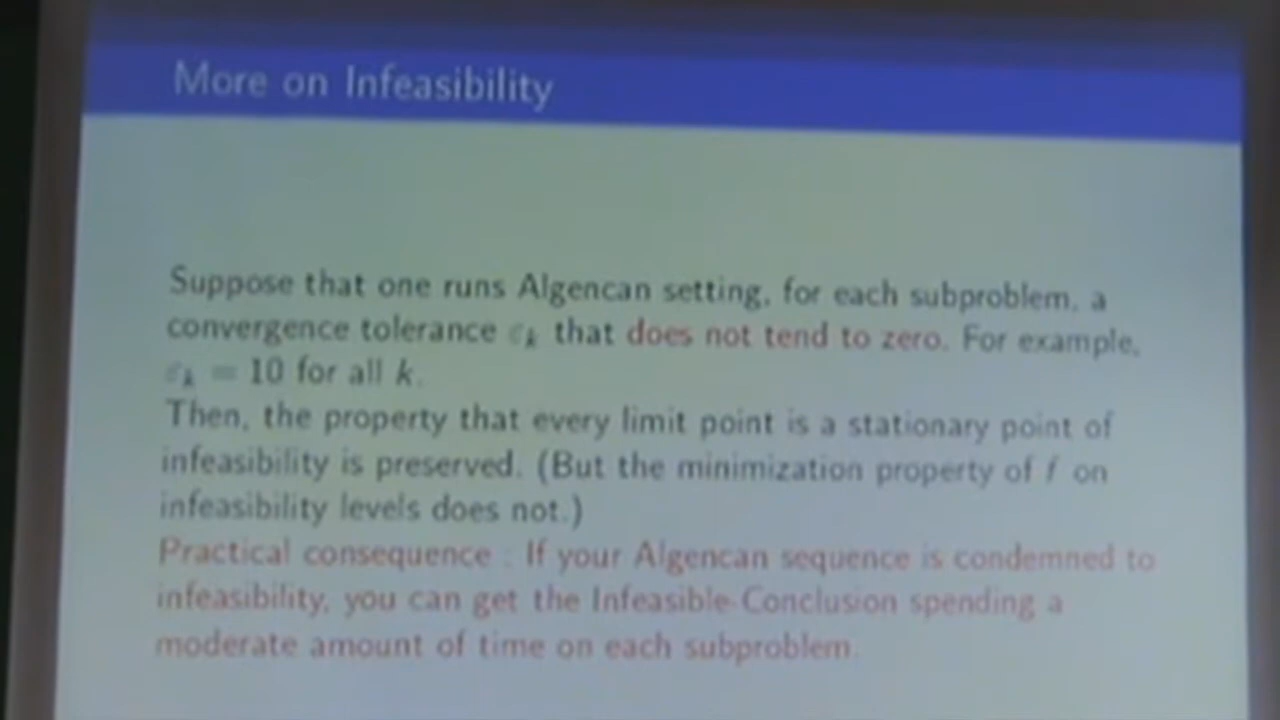 More on Infeasibility
Suppose that one runs Algencan setting, for each subproblem, a
convergence tolerance εₖ that does not tend to zero. For example,
εₖ = 10 for all k.
Then, the property that every limit point is a stationary point of
infeasibility is preserved. (But the minimization property of f on
infeasibility levels does not.)
Practical consequence : If your Algencan sequence is condemned to
infeasibility, you can get the Infeasible-Conclusion spending a
moderate amount of time on each subproblem.